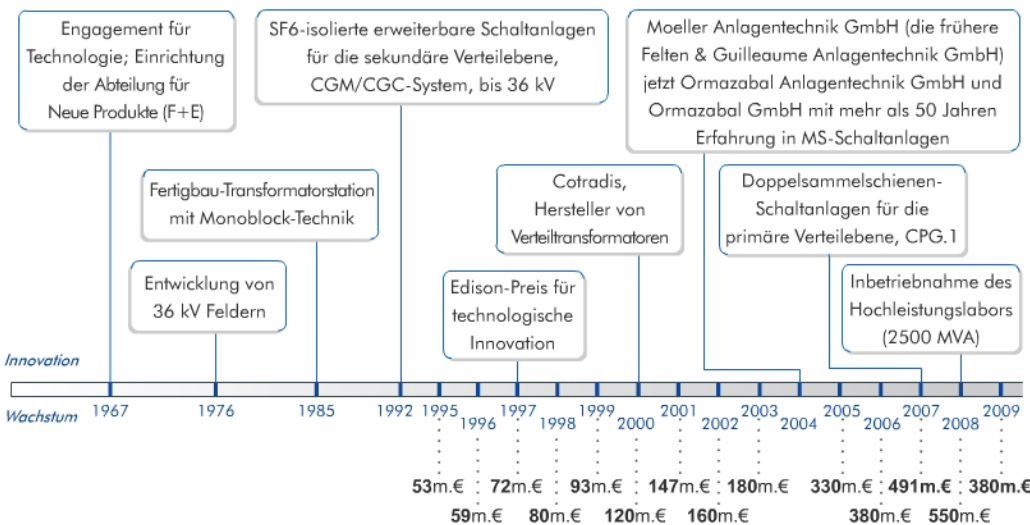 Engagement für
Technologie; Einrichtung
der Abteilung für
Neue Produkte (F+E)
SF6-isolierte erweiterbare Schaltanlagen
für die sekundäre Verteilebene,
CGM/CGC-System, bis 36 kV
Moeller Anlagentechnik GmbH (die frühere
Felten & Guilleaume Anlagentechnik GmbH)
jetzt Ormazabal Anlagentechnik GmbH und
Ormazabal GmbH mit mehr als 50 Jahren
Erfahrung in MS-Schaltanlagen
Fertigbau-Transformatorstation
mit Monoblock-Technik
Cotradis,
Hersteller von
Verteiltransformatoren
Doppelsammelschienen-
Schaltanlagen für die
primäre Verteilebene, CPG.1
Entwicklung von
36 kV Feldern
Edison-Preis für
technologische
Innovation
Inbetriebnahme des
Hochleistungslabors
(2500 MVA)
Innovation
Wachstum
1967 1976 1985 1992 1995 1997 1999 2001 2003 2005 2007 2009
1996 1998 2000 2002 2004 2006 2008
53m.€ 72m.€ 93m.€ 147m.€ 180m.€ 330m.€ 491m.€ 380m.€
59m.€ 80m.€ 120m.€ 160m.€ 380m.€ 550m.€